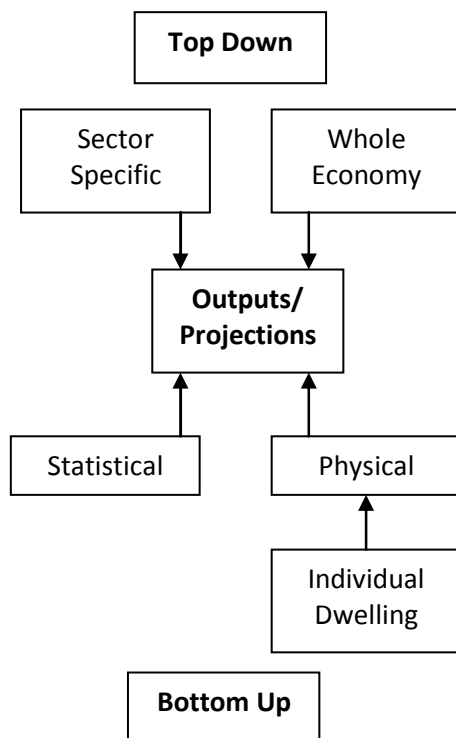 Top Down
Sector
Specific
Whole
Economy
Outputs/
Projections
Statistical
Physical
Individual
Dwelling
Bottom Up